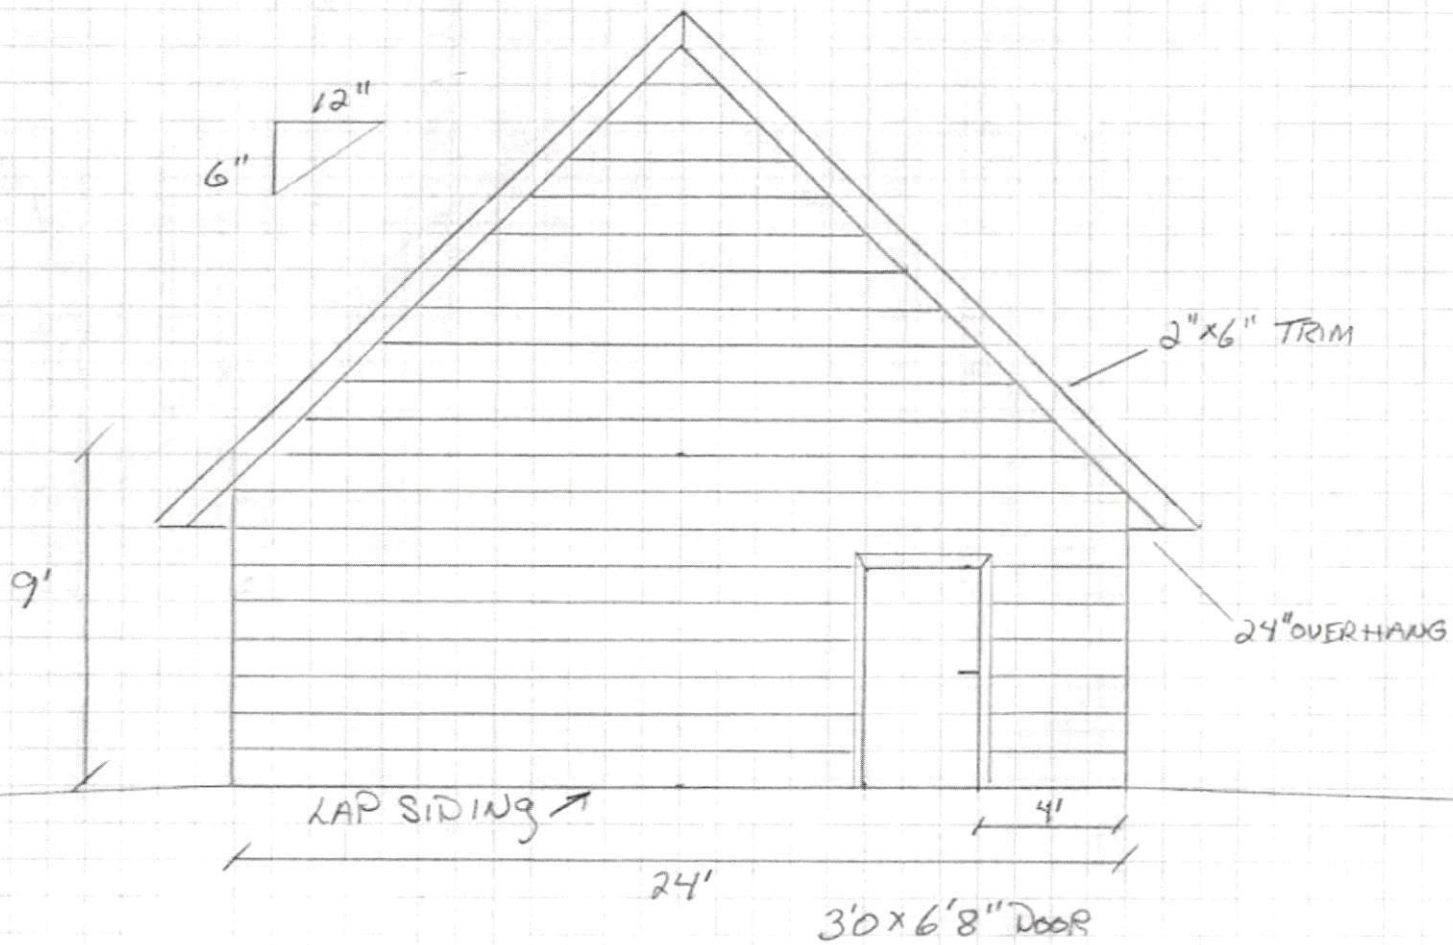 12"
6"
2"x6" TRIM
9'
24" OVERHANG
LAP SIDING
4'
24'
3'0 x 6'8" DOOR